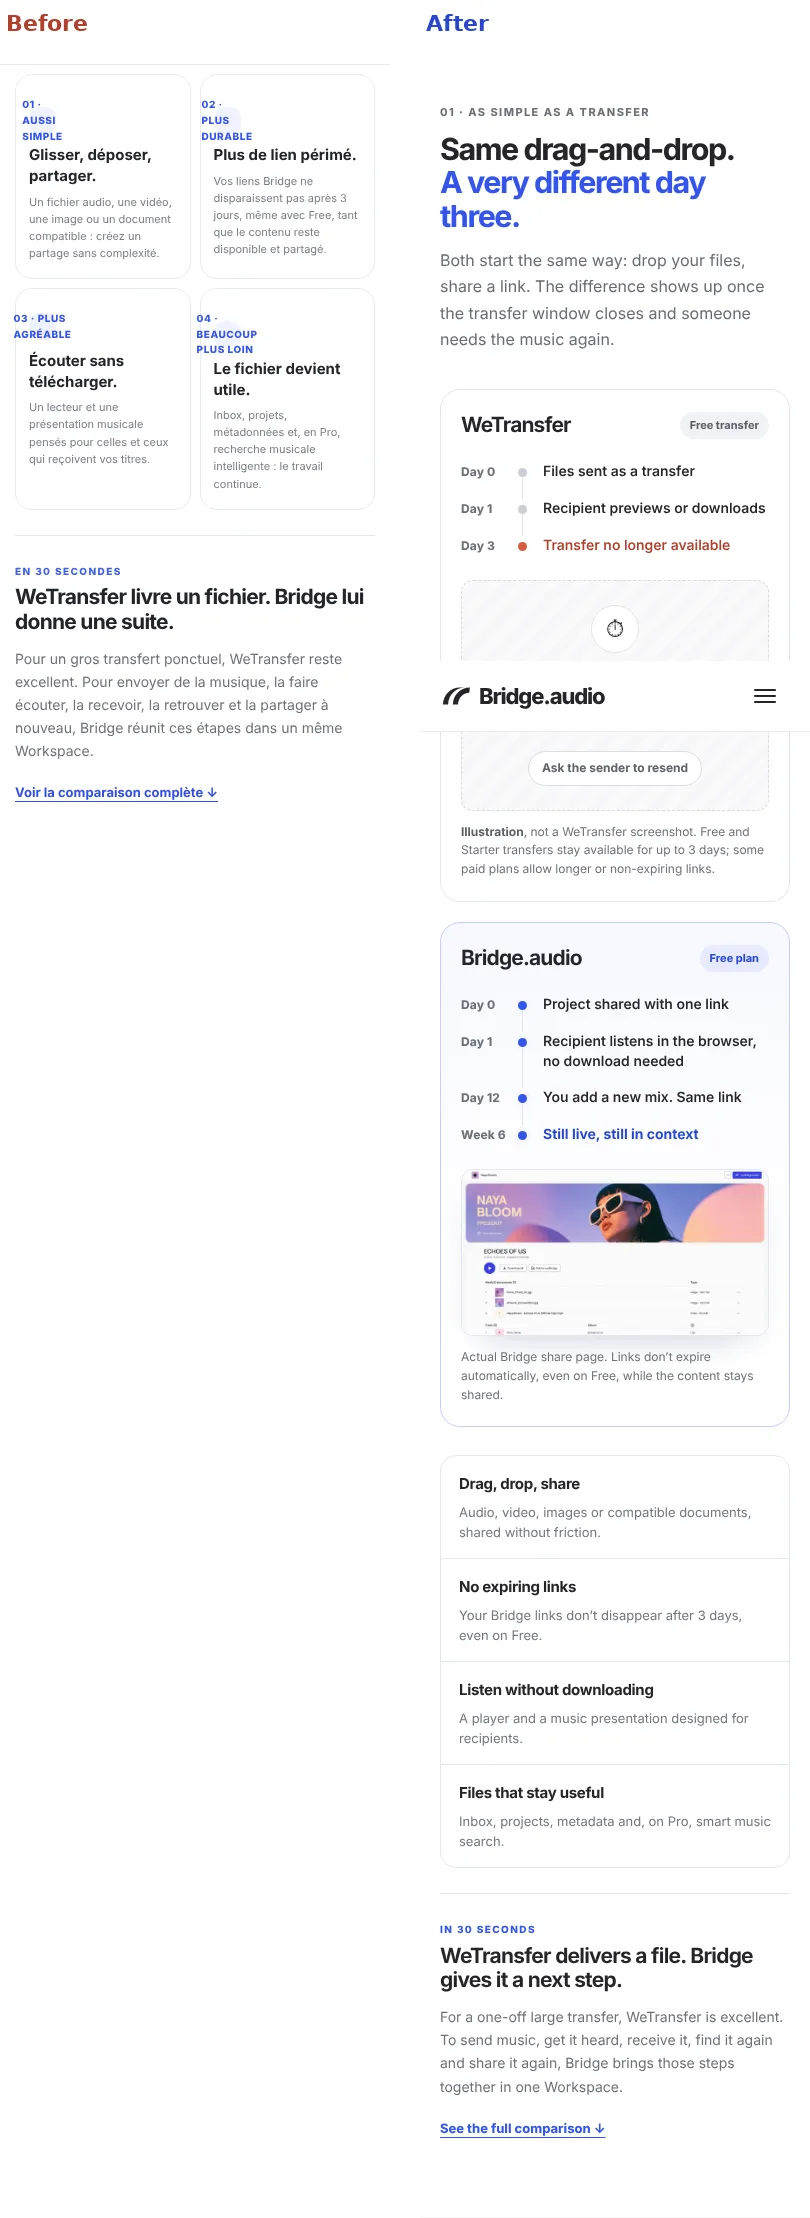 Before
01 ·
AUSSI
SIMPLE
Glisser, déposer,
partager.
Un fichier audio, une vidéo,
une image ou un document
compatible : créez un
partage sans complexité.
02 ·
PLUS
DURABLE
Plus de lien périmé.
Vos liens Bridge ne
disparaissent pas après 3
jours, même avec Free, tant
que le contenu reste
disponible et partagé.
03 · PLUS
AGRÉABLE
Écouter sans
télécharger.
Un lecteur et une
présentation musicale
pensés pour celles et ceux
qui reçoivent vos titres.
04 ·
BEAUCOUP
PLUS LOIN
Le fichier devient
utile.
Inbox, projets,
métadonnées et, en Pro,
recherche musicale
intelligente : le travail
continue.
EN 30 SECONDES
WeTransfer livre un fichier. Bridge lui
donne une suite.
Pour un gros transfert ponctuel, WeTransfer reste
excellent. Pour envoyer de la musique, la faire
écouter, la recevoir, la retrouver et la partager à
nouveau, Bridge réunit ces étapes dans un même
Workspace.
Voir la comparaison complète ↓
After
01 · AS SIMPLE AS A TRANSFER
Same drag-and-drop.
A very different day
three.
Both start the same way: drop your files,
share a link. The difference shows up once
the transfer window closes and someone
needs the music again.
WeTransfer
Free transfer
Day 0 Files sent as a transfer
Day 1 Recipient previews or downloads
Day 3 Transfer no longer available
Bridge.audio
Ask the sender to resend
Illustration, not a WeTransfer screenshot. Free and
Starter transfers stay available for up to 3 days; some
paid plans allow longer or non-expiring links.
Bridge.audio
Free plan
Day 0 Project shared with one link
Day 1 Recipient listens in the browser,
no download needed
Day 12 You add a new mix. Same link
Week 6 Still live, still in context
NAYA
BLOOM
ECHOES OF US
Actual Bridge share page. Links don’t expire
automatically, even on Free, while the content stays
shared.
Drag, drop, share
Audio, video, images or compatible documents,
shared without friction.
No expiring links
Your Bridge links don’t disappear after 3 days,
even on Free.
Listen without downloading
A player and a music presentation designed for
recipients.
Files that stay useful
Inbox, projects, metadata and, on Pro, smart music
search.
IN 30 SECONDS
WeTransfer delivers a file. Bridge
gives it a next step.
For a one-off large transfer, WeTransfer is excellent.
To send music, get it heard, receive it, find it again
and share it again, Bridge brings those steps
together in one Workspace.
See the full comparison ↓